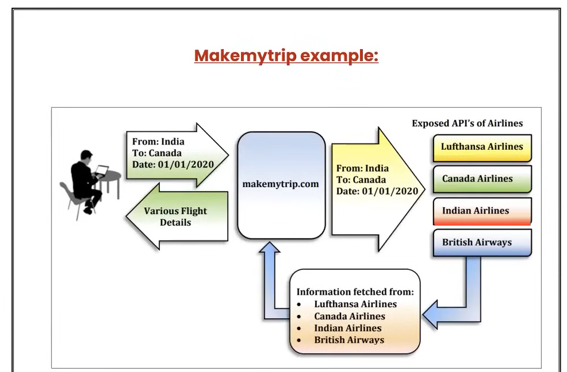 Makemytrip example:
Exposed API's of Airlines
From: India
To: Canada
Date: 01/01/2020
Various Flight
Details
makemytrip.com
From: India
To: Canada
Date: 01/01/2020
Lufthansa Airlines
Canada Airlines
Indian Airlines
British Airways
Information fetched from:
• Lufthansa Airlines
• Canada Airlines
• Indian Airlines
• British Airways